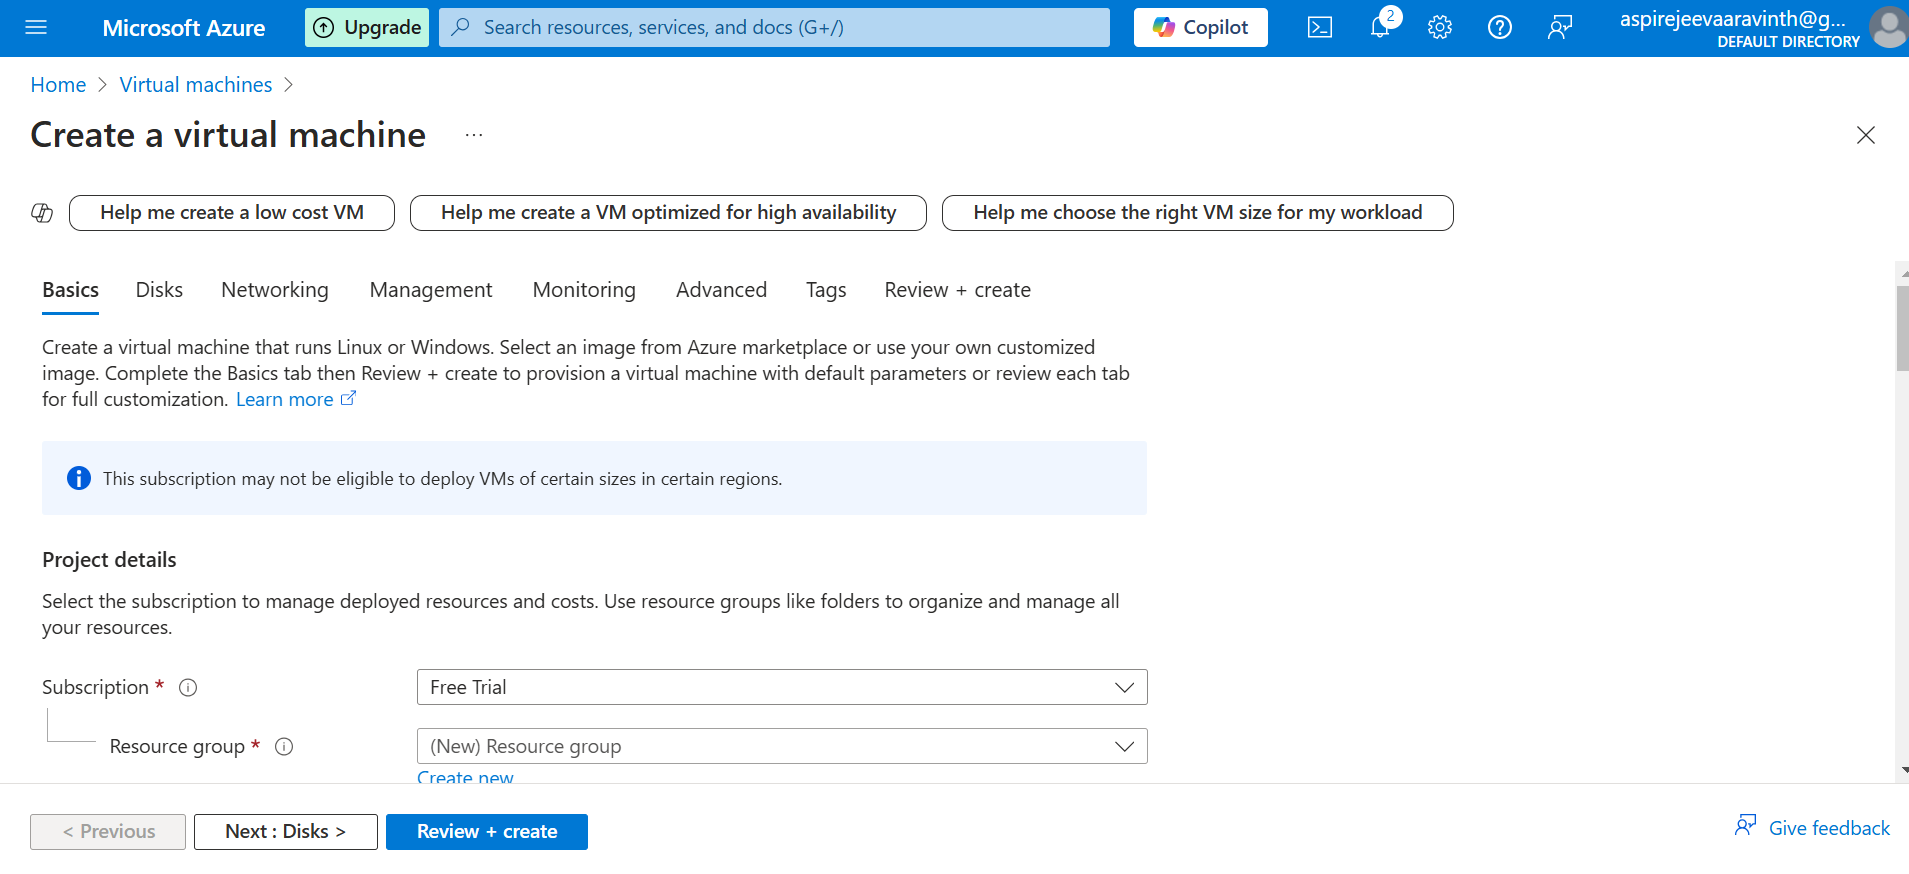 Microsoft Azure
Upgrade
Search resources, services, and docs (G+/)
Copilot
2
aspirejeevaaravinth@g...
DEFAULT DIRECTORY
Home > Virtual machines >
Create a virtual machine ...
Help me create a low cost VM
Help me create a VM optimized for high availability
Help me choose the right VM size for my workload
Basics Disks Networking Management Monitoring Advanced Tags Review + create
Create a virtual machine that runs Linux or Windows. Select an image from Azure marketplace or use your own customized
image. Complete the Basics tab then Review + create to provision a virtual machine with default parameters or review each tab
for full customization. Learn more
This subscription may not be eligible to deploy VMs of certain sizes in certain regions.
Project details
Select the subscription to manage deployed resources and costs. Use resource groups like folders to organize and manage all
your resources.
Subscription *
Free Trial
Resource group *
(New) Resource group
Create new
< Previous
Next : Disks >
Review + create
Give feedback